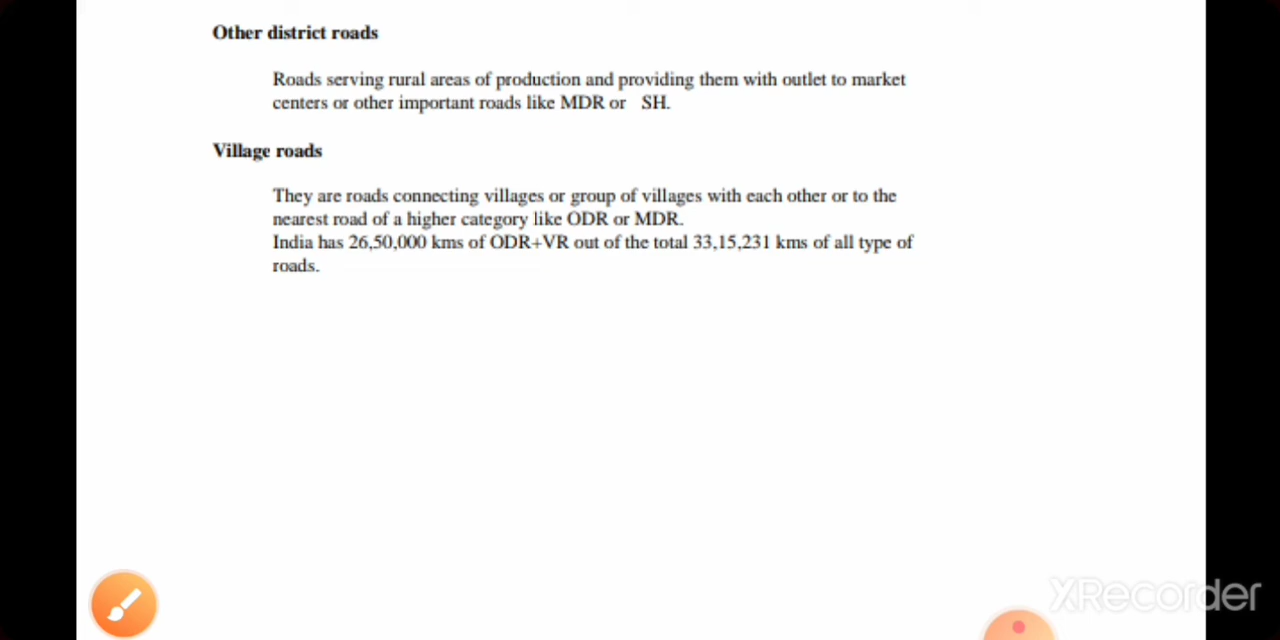 Other district roads
Roads serving rural areas of production and providing them with outlet to market
centers or other important roads like MDR or SH.
Village roads
They are roads connecting villages or group of villages with each other or to the
nearest road of a higher category like ODR or MDR.
India has 26,50,000 kms of ODR+VR out of the total 33,15,231 kms of all type of
roads.
XRecorder